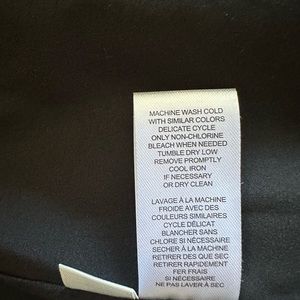 MACHINE WASH COLD
WITH SIMILAR COLORS
DELICATE CYCLE
ONLY NON-CHLORINE
BLEACH WHEN NEEDED
TUMBLE DRY LOW
REMOVE PROMPTLY
COOL IRON
IF NECESSARY
OR DRY CLEAN
LAVAGE À LA MACHINE
FROIDE AVEC DES
COULEURS SIMILAIRES
CYCLE DÉLICAT
BLANCHIR SANS
CHLORE SI NÉCESSAIRE
SECHER À LA MACHINE
RETIRER DES QUE SEC
RETIRER RAPIDEMENT
FER FRAIS
SI NÉCESSAIRE
NE PAS LAVER À SEC